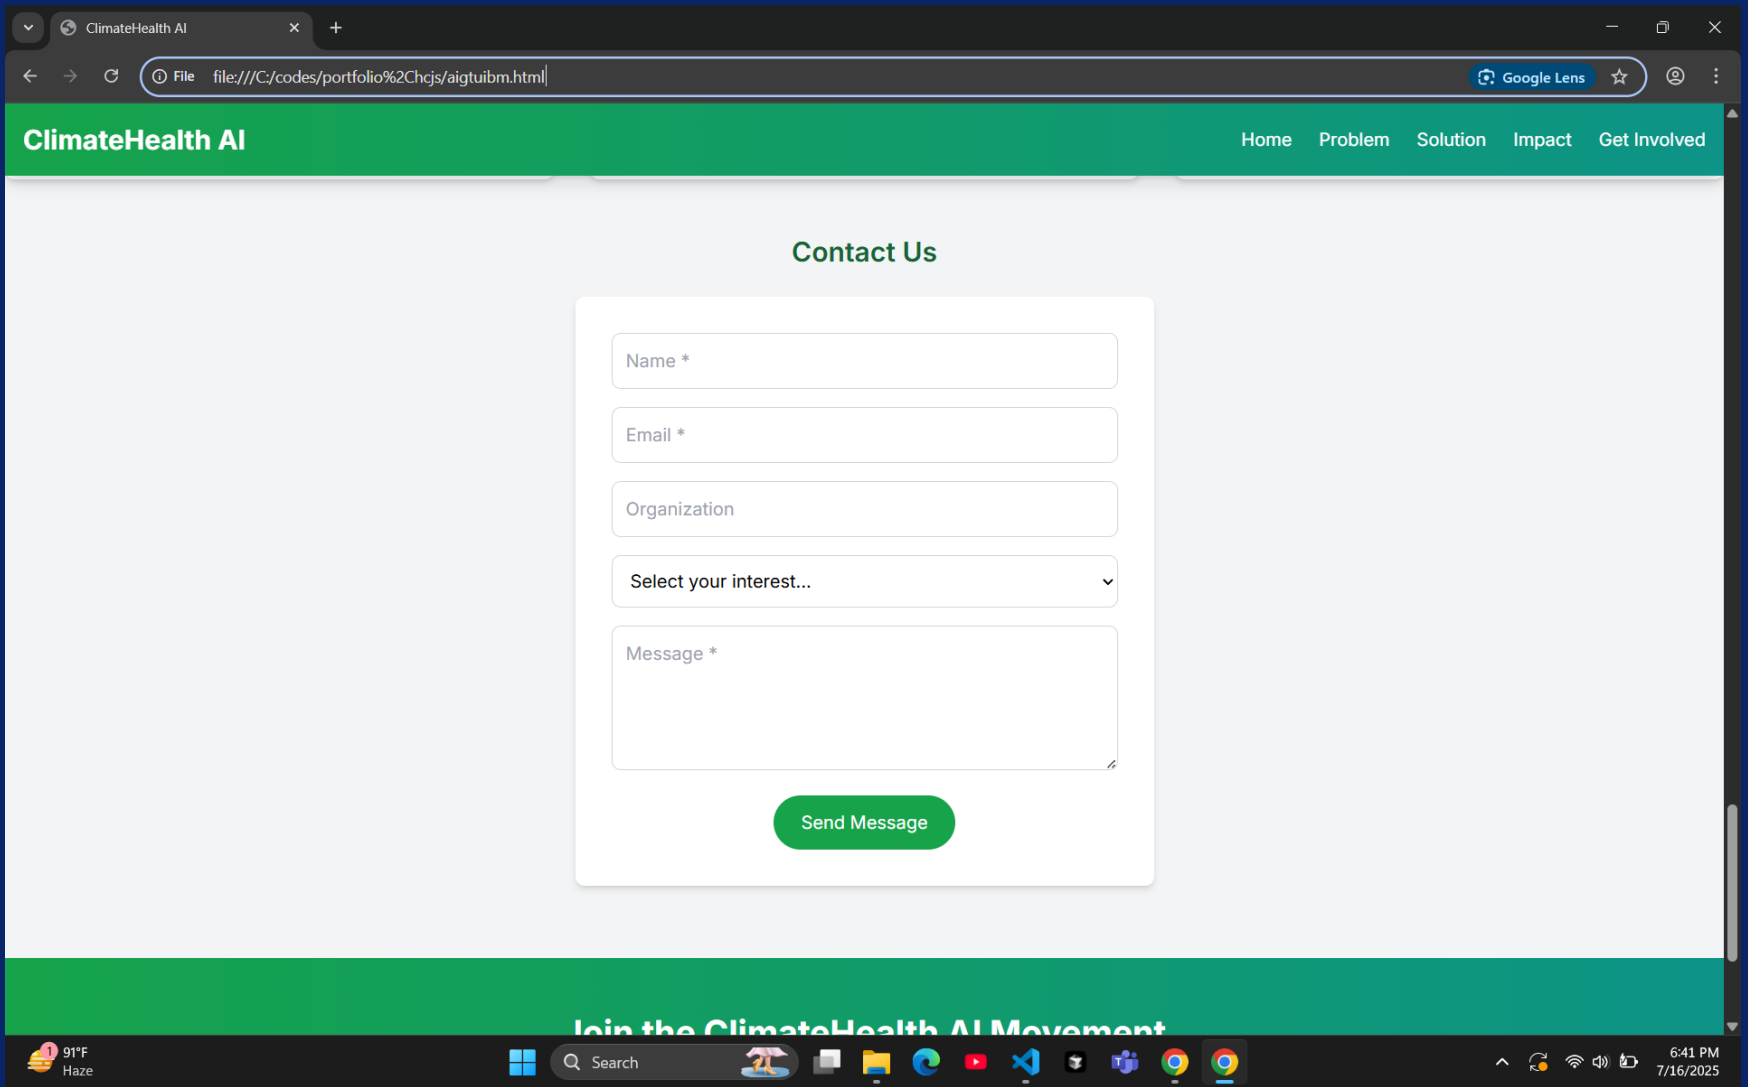 ClimateHealth AI
File
file:///C:/codes/portfolio%2Chcjs/aigtuibm.html
Google Lens
ClimateHealth AI
Home
Problem
Solution
Impact
Get Involved
Contact Us
Name *
Email *
Organization
Select your interest...
Message *
Send Message
Join the ClimateHealth AI Movement
1
91°F
Haze
Search
6:41 PM
7/16/2025